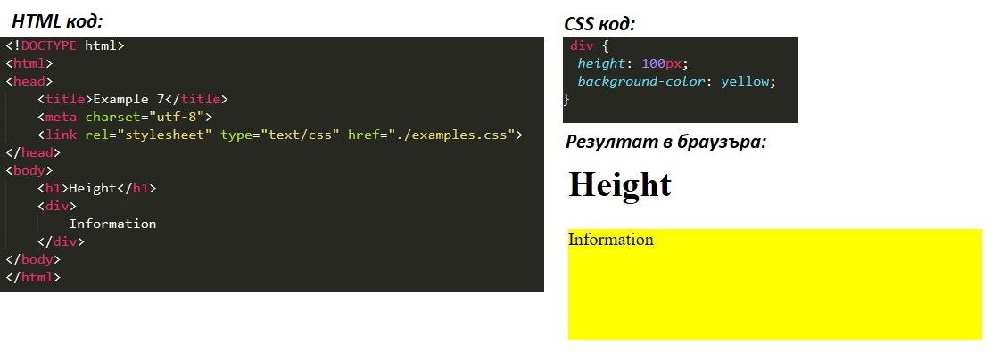 HTML код:
<!DOCTYPE html>
<html>
<head>
    <title>Example 7</title>
    <meta charset="utf-8">
    <link rel="stylesheet" type="text/css" href="./examples.css">
</head>
<body>
    <h1>Height</h1>
    <div>
        Information
    </div>
</body>
</html>
CSS код:
div {
  height: 100px;
  background-color: yellow;
}
Резултат в браузъра:
Height
Information